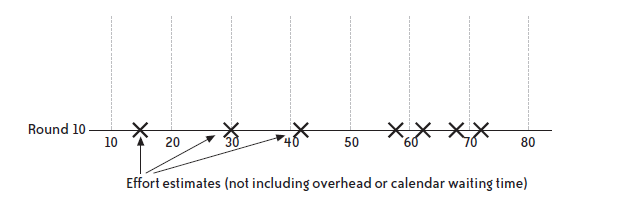 Round 10
10 20 30 40 50 60 70 80
Effort estimates (not including overhead or calendar waiting time)